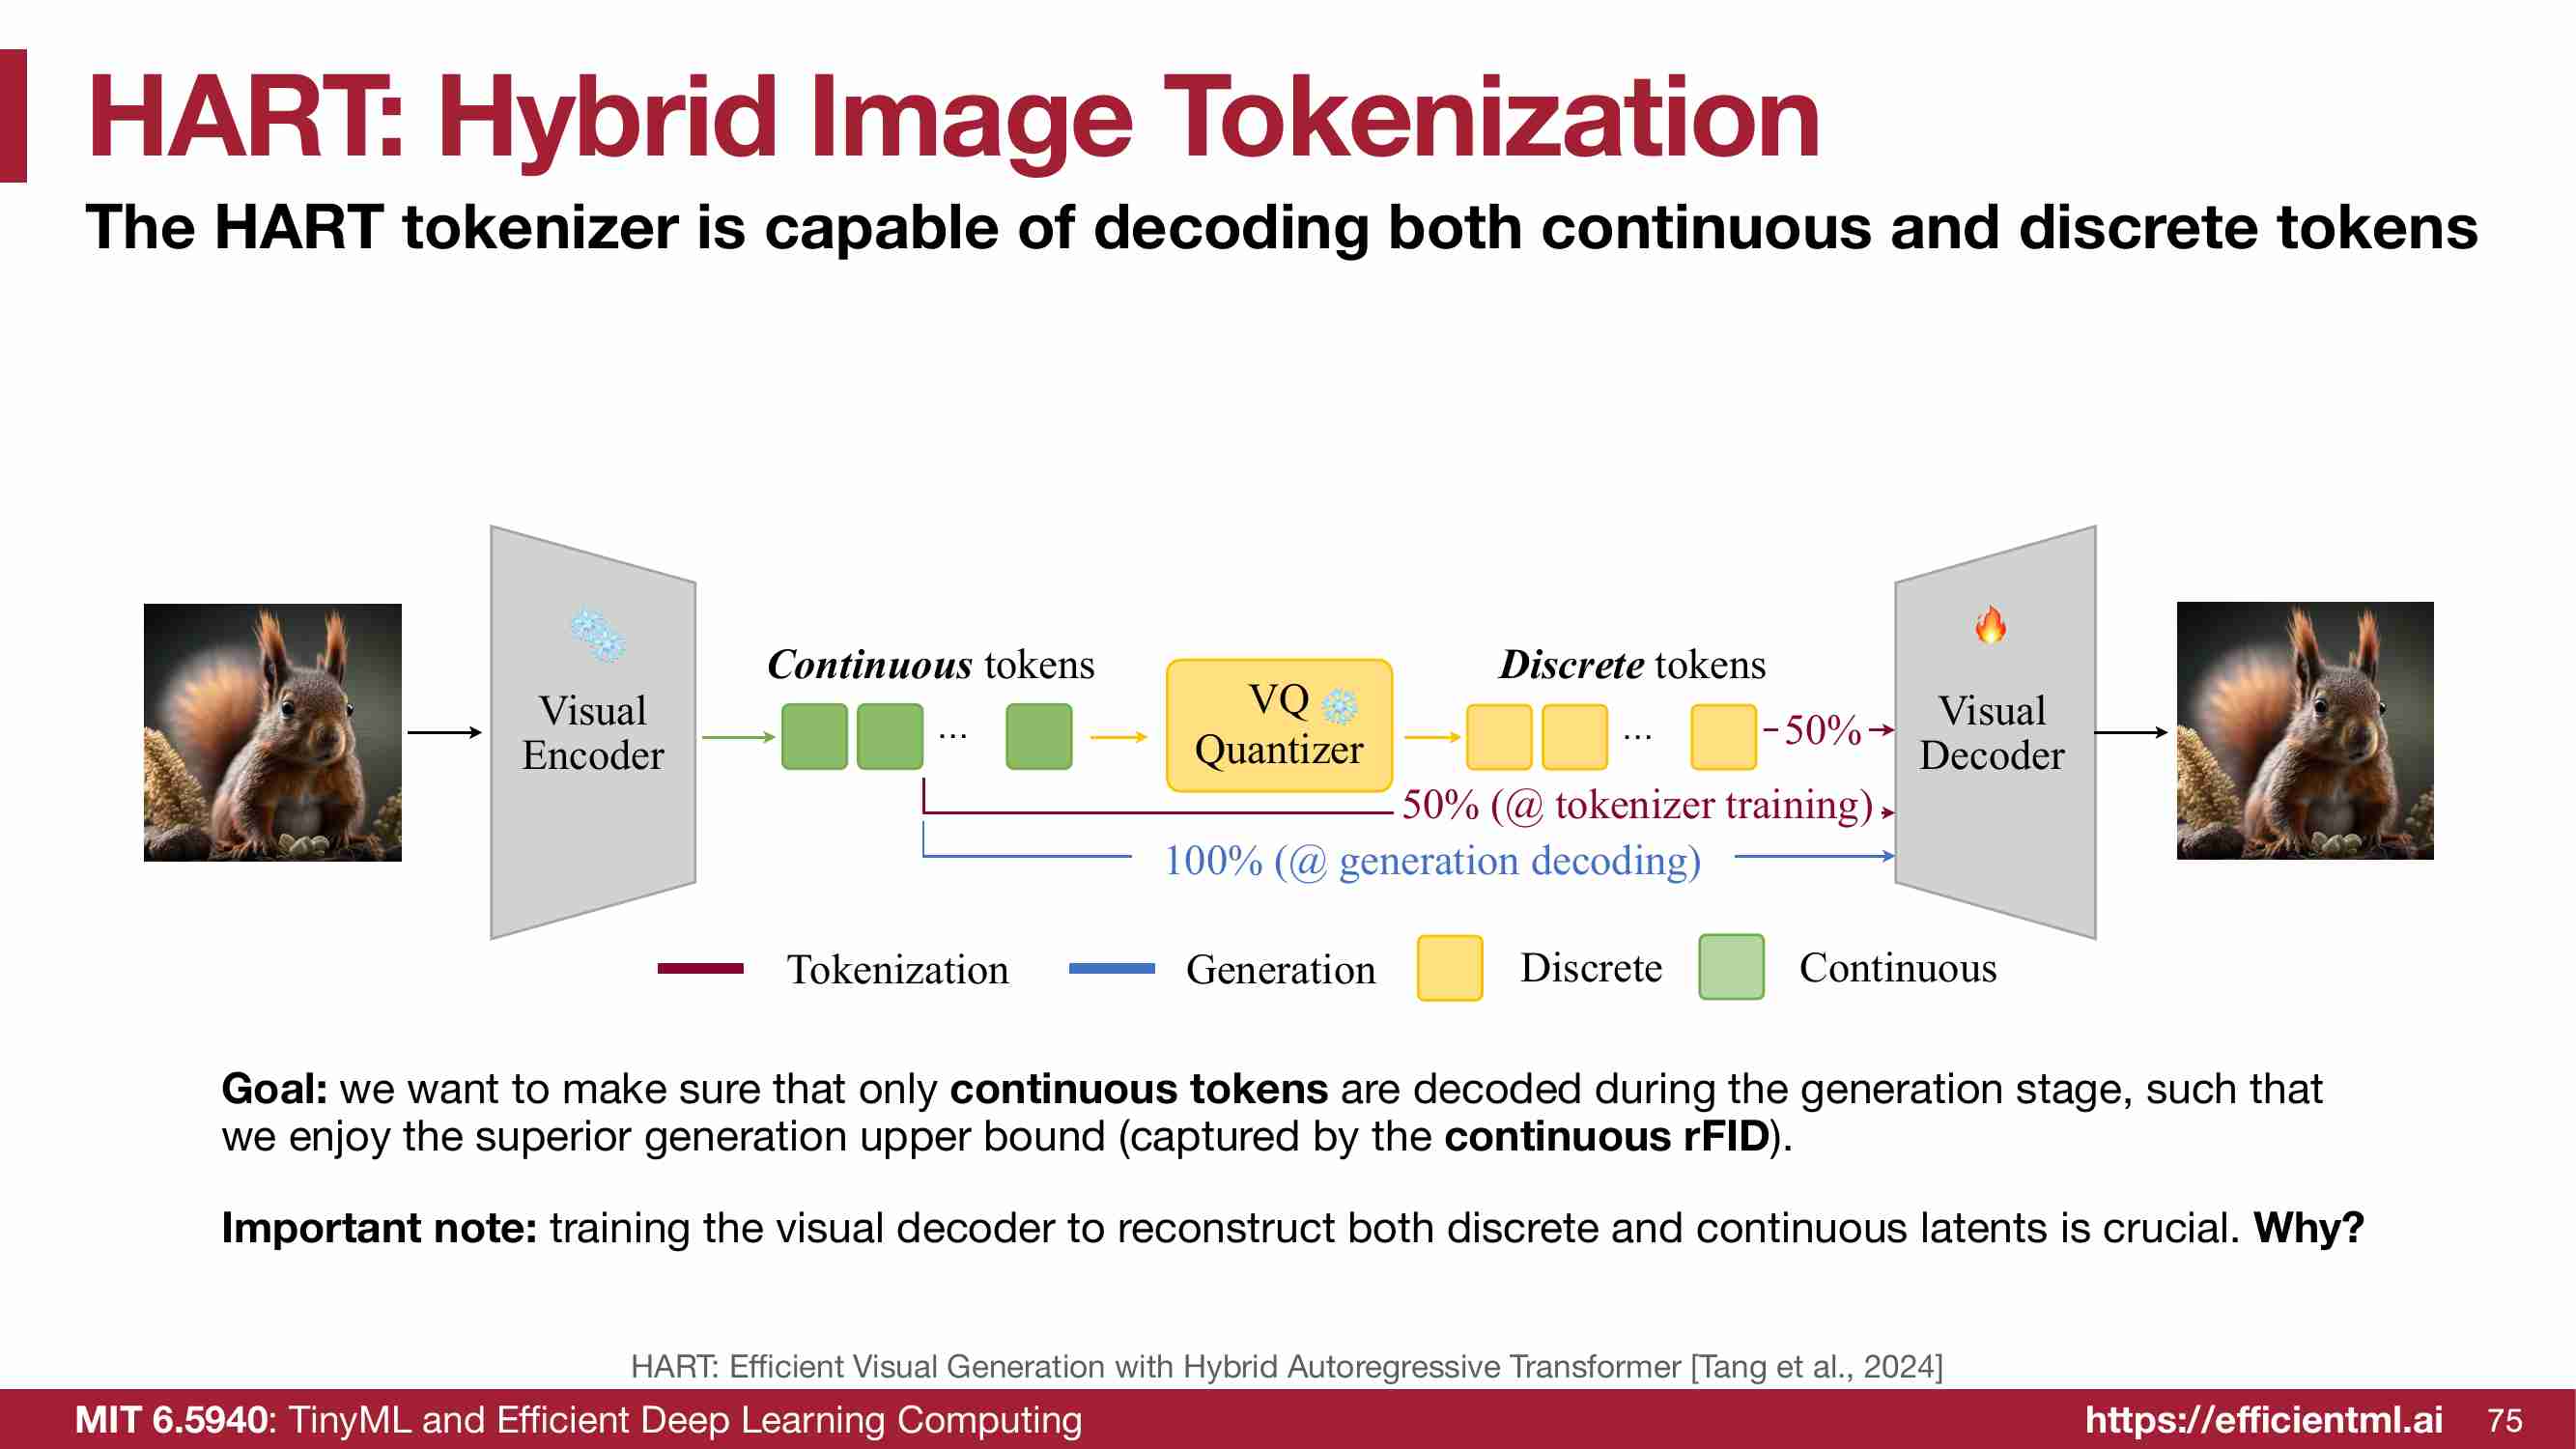 HART: Hybrid Image Tokenization
The HART tokenizer is capable of decoding both continuous and discrete tokens
Visual
Encoder
Continuous tokens
...
VQ
Quantizer
Discrete tokens
...
50%
50% (@ tokenizer training)
100% (@ generation decoding)
Visual
Decoder
Tokenization
Generation
Discrete
Continuous
Goal: we want to make sure that only continuous tokens are decoded during the generation stage, such that
we enjoy the superior generation upper bound (captured by the continuous rFID).
Important note: training the visual decoder to reconstruct both discrete and continuous latents is crucial. Why?
HART: Efficient Visual Generation with Hybrid Autoregressive Transformer [Tang et al., 2024]
MIT 6.5940: TinyML and Efficient Deep Learning Computing
https://efficientml.ai
75